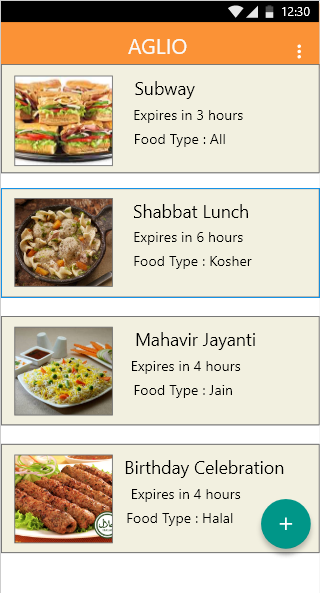 12:30
AGLIO
Subway
Expires in 3 hours
Food Type : All
Shabbat Lunch
Expires in 6 hours
Food Type : Kosher
Mahavir Jayanti
Expires in 4 hours
Food Type : Jain
Birthday Celebration
Expires in 4 hours
Food Type : Halal
+